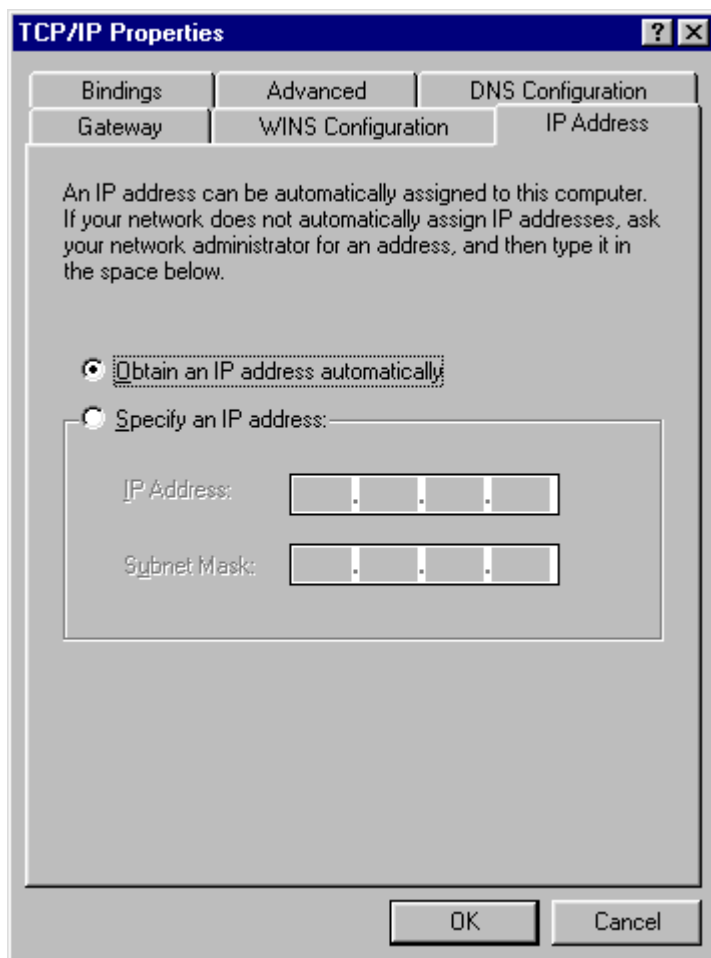 TCP/IP Properties
Bindings
Advanced
DNS Configuration
Gateway
WINS Configuration
IP Address
An IP address can be automatically assigned to this computer.
If your network does not automatically assign IP addresses, ask
your network administrator for an address, and then type it in
the space below.
Obtain an IP address automatically
Specify an IP address:
IP Address:
Subnet Mask:
OK
Cancel